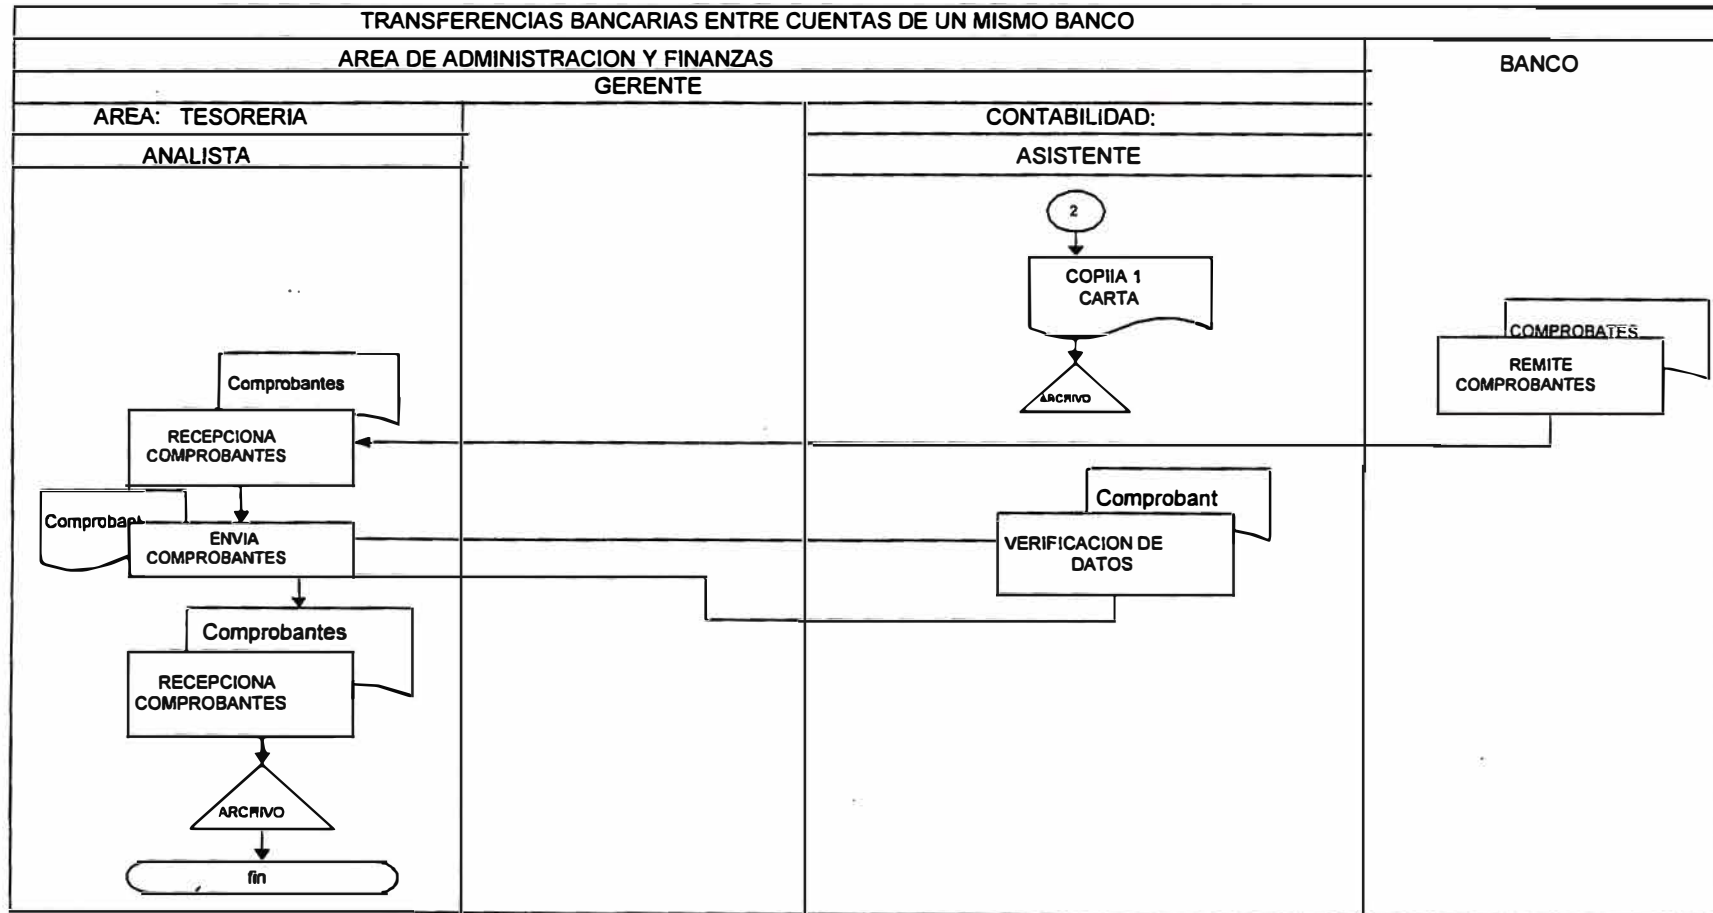 TRANSFERENCIAS BANCARIAS ENTRE CUENTAS DE UN MISMO BANCO
AREA DE ADMINISTRACION Y FINANZAS
BANCO
GERENTE
AREA: TESORERIA
CONTABILIDAD:
ANALISTA
ASISTENTE
2
COPIIA 1
CARTA
ARCHIVO
COMPROBATES
REMITE
COMPROBANTES
Comprobantes
RECEPCIONA
COMPROBANTES
Comprobant
ENVIA
COMPROBANTES
Comprobant
VERIFICACION DE
DATOS
Comprobantes
RECEPCIONA
COMPROBANTES
ARCHIVO
fin